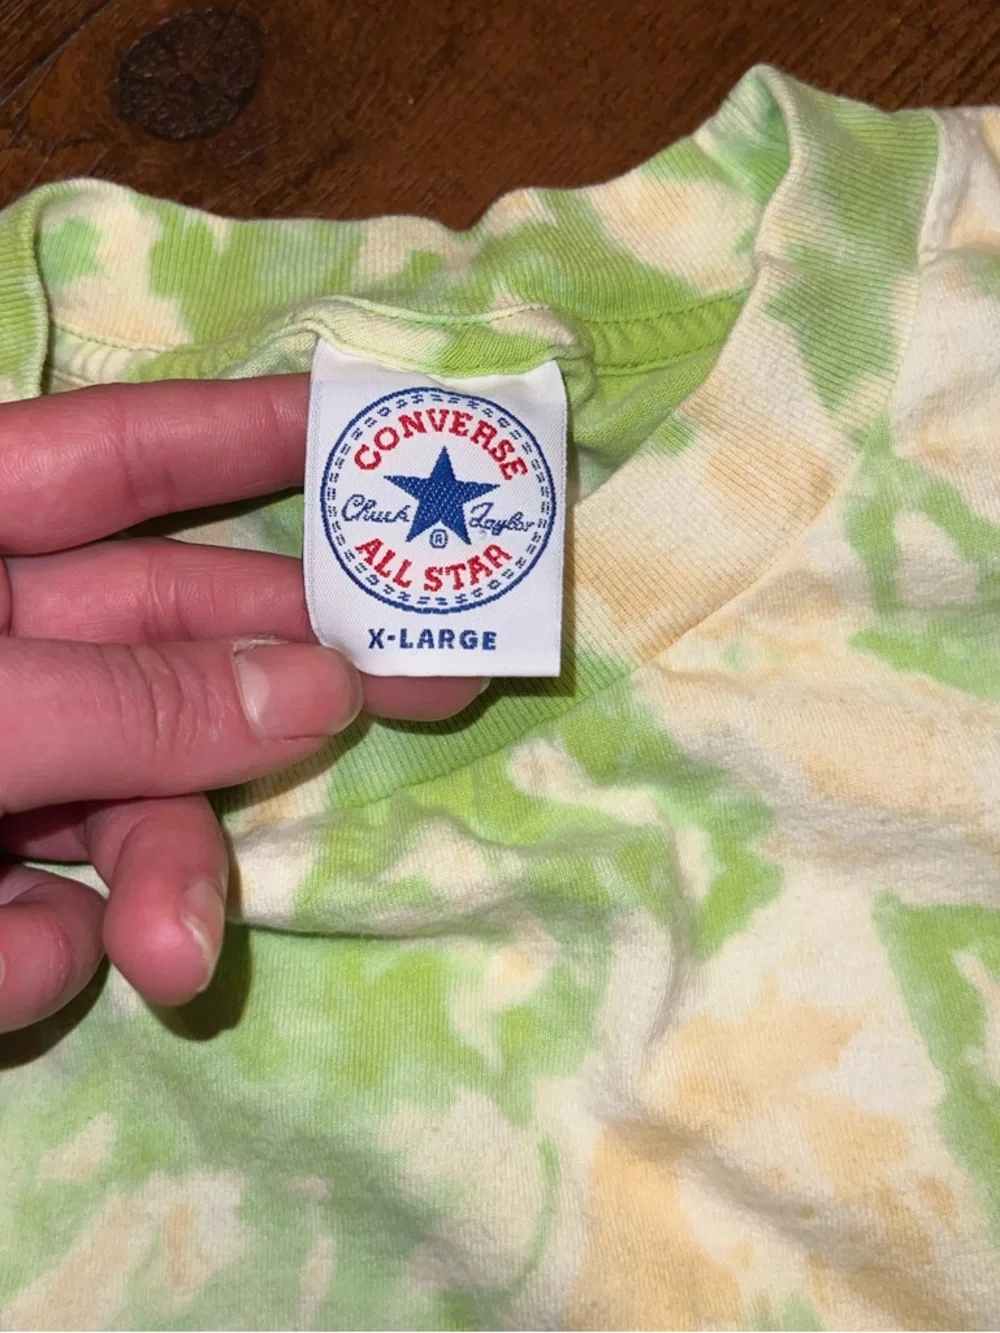 CONVERSE
Chuck Taylor
®
ALL STAR
X-LARGE